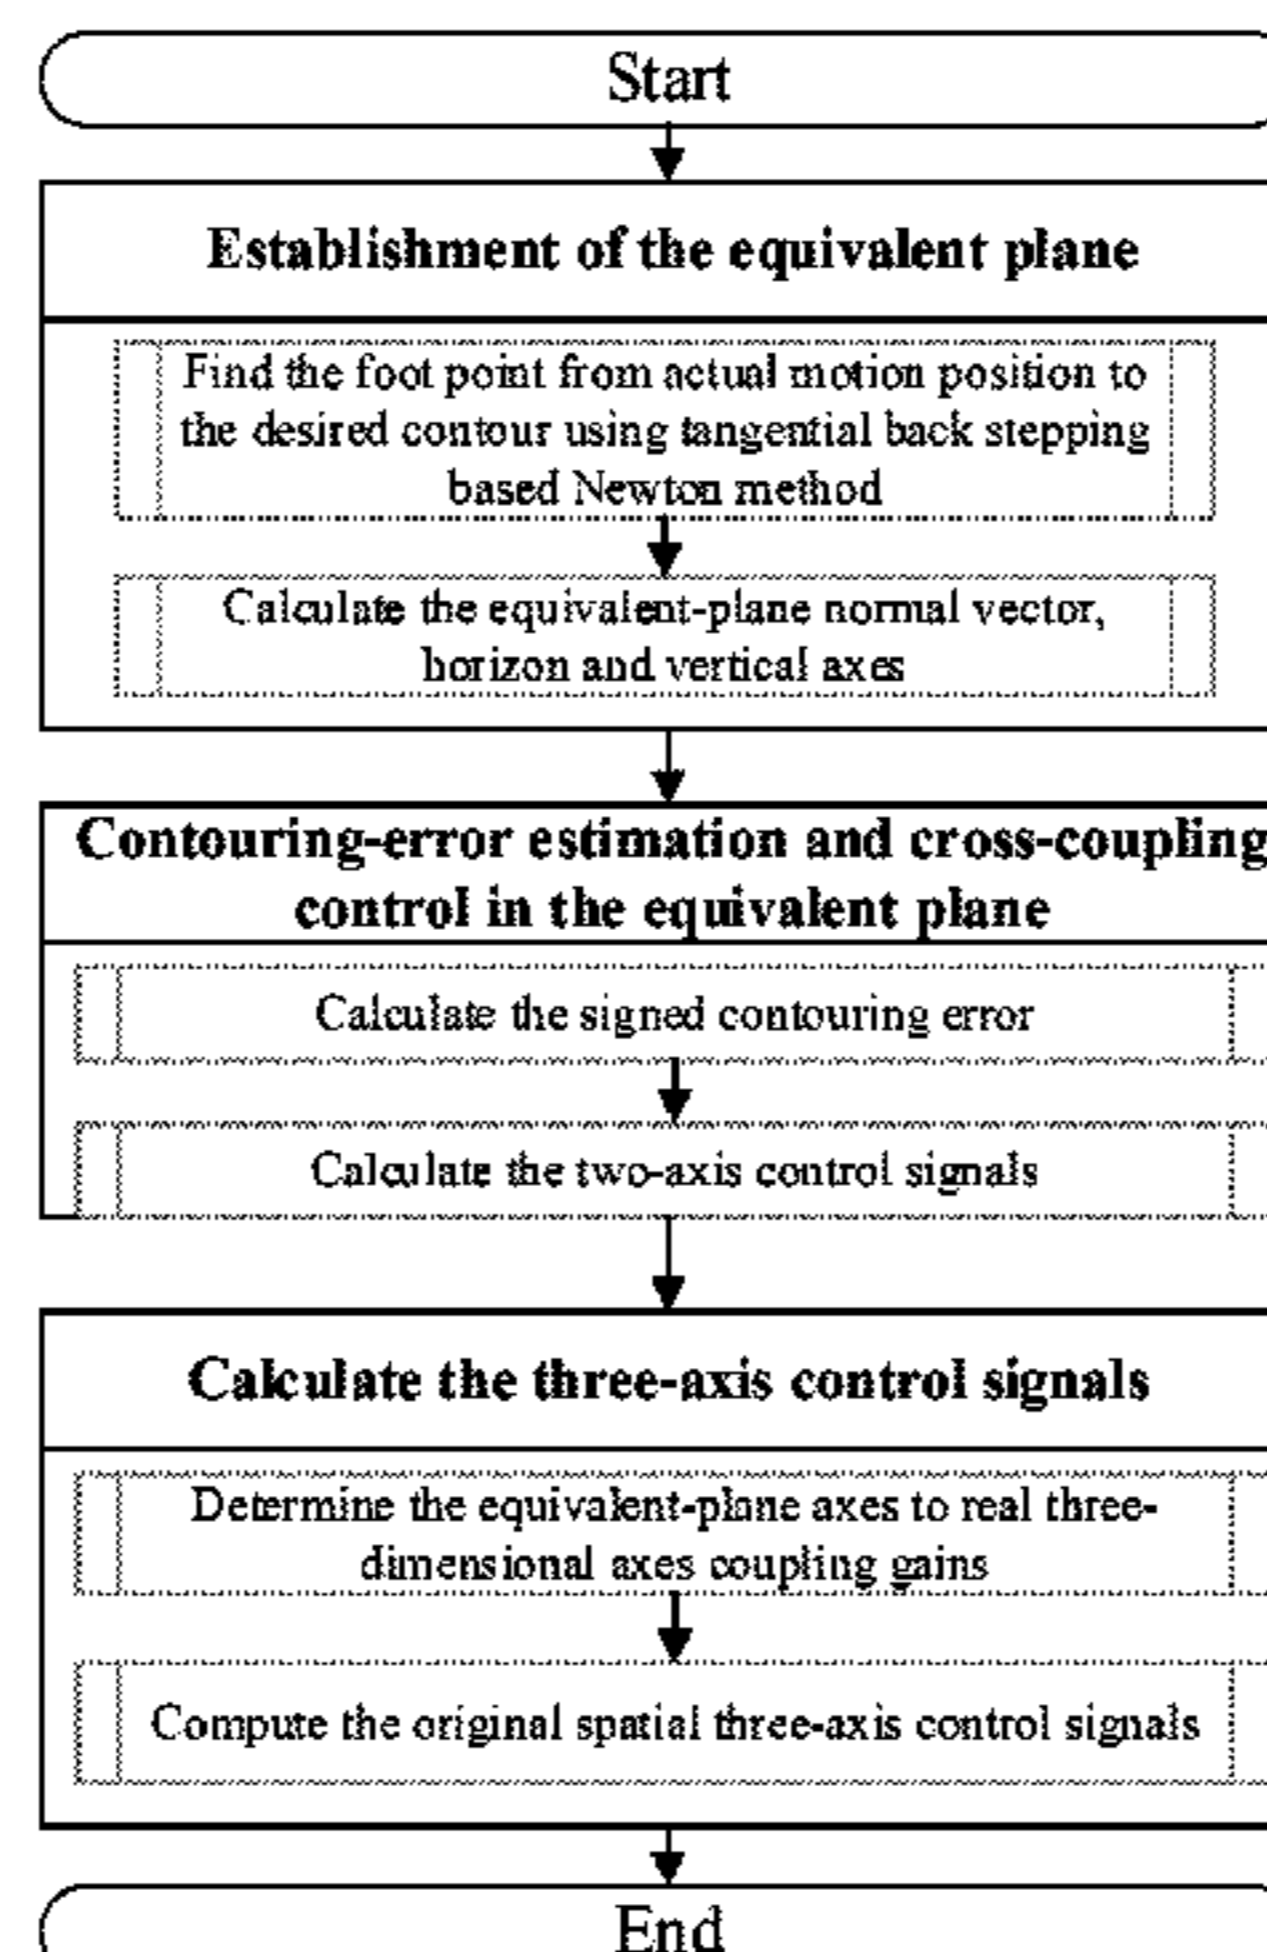 Start
Establishment of the equivalent plane
Find the foot point from actual motion position to
the desired contour using tangential back stepping
based Newton method
Calculate the equivalent-plane normal vector,
horizon and vertical axes
Contouring-error estimation and cross-coupling
control in the equivalent plane
Calculate the signed contouring error
Calculate the two-axis control signals
Calculate the three-axis control signals
Determine the equivalent-plane axes to real three-
dimensional axes coupling gains
Compute the original spatial three-axis control signals
End